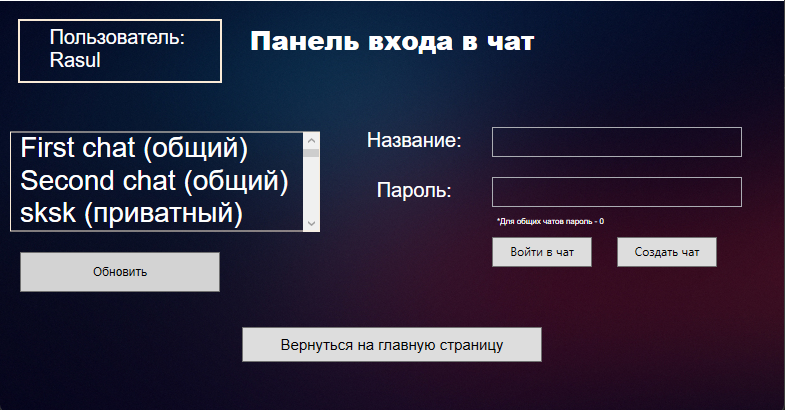 Пользователь:
Rasul
Панель входа в чат
First chat (общий)
Second chat (общий)
sksk (приватный)
Обновить
Название:
Пароль:
*Для общих чатов пароль - 0
Войти в чат
Создать чат
Вернуться на главную страницу